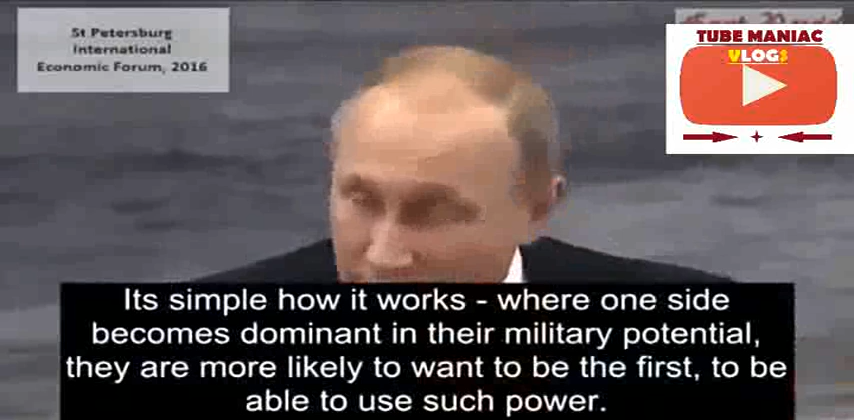 St Petersburg
International
Economic Forum, 2016
TUBE MANIAC
VLOGS
Its simple how it works - where one side
becomes dominant in their military potential,
they are more likely to want to be the first, to be
able to use such power.